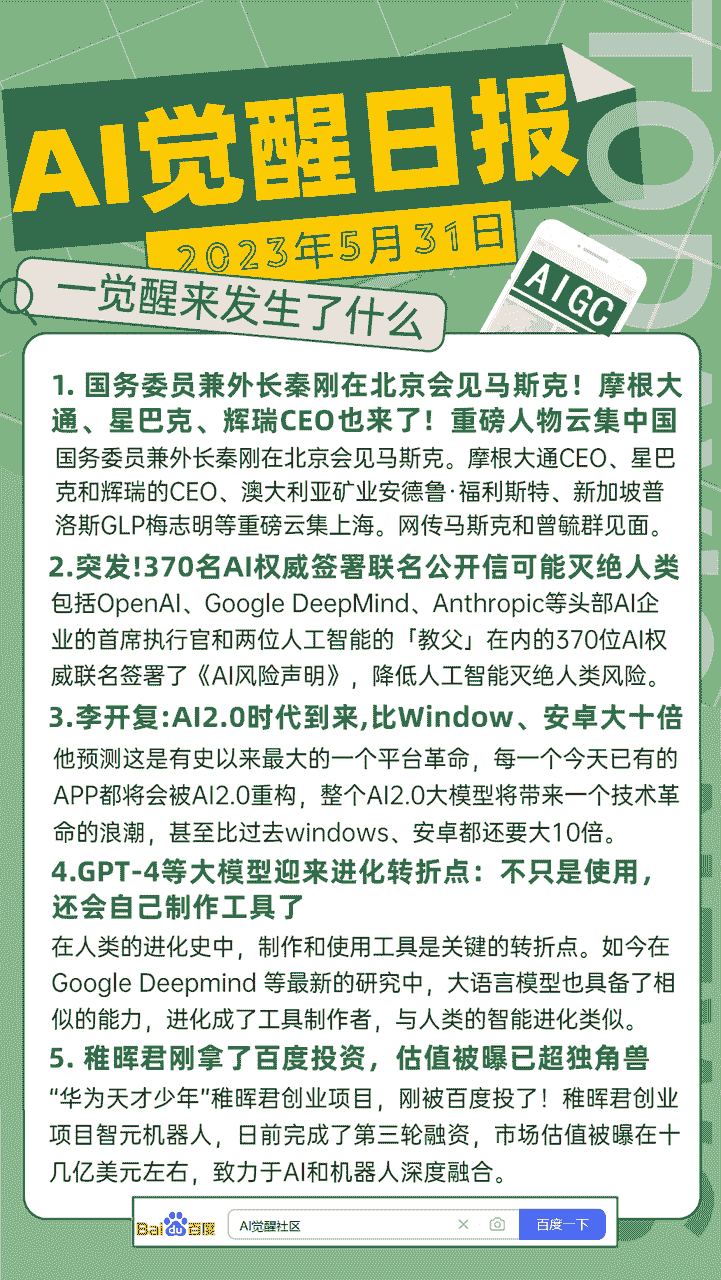 AI觉醒日报
2023年5月31日
一觉醒来发生了什么
AIGC
1. 国务委员兼外长秦刚在北京会见马斯克！摩根大
通、星巴克、辉瑞CEO也来了！重磅人物云集中国
国务委员兼外长秦刚在北京会见马斯克。摩根大通CEO、星巴
克和辉瑞的CEO、澳大利亚矿业安德鲁·福利斯特、新加坡普
洛斯GLP梅志明等重磅云集上海。网传马斯克和曾毓群见面。
2.突发!370名AI权威签署联名公开信可能灭绝人类
包括OpenAI、Google DeepMind、Anthropic等头部AI企
业的首席执行官和两位人工智能的「教父」在内的370位AI权
威联名签署了《AI风险声明》，降低人工智能灭绝人类风险。
3.李开复:AI2.0时代到来,比Window、安卓大十倍
他预测这是有史以来最大的一个平台革命，每一个今天已有的
APP都将会被AI2.0重构，整个AI2.0大模型将带来一个技术革
命的浪潮，甚至比过去windows、安卓都还要大10倍。
4.GPT-4等大模型迎来进化转折点：不只是使用，
还会自己制作工具了
在人类的进化史中，制作和使用工具是关键的转折点。如今在
Google Deepmind 等最新的研究中，大语言模型也具备了相
似的能力，进化成了工具制作者，与人类的智能进化类似。
5. 稚晖君刚拿了百度投资，估值被曝已超独角兽
“华为天才少年”稚晖君创业项目，刚被百度投了！稚晖君创业
项目智元机器人，日前完成了第三轮融资，市场估值被曝在十
几亿美元左右，致力于AI和机器人深度融合。
Bai du 百度
AI觉醒社区
百度一下